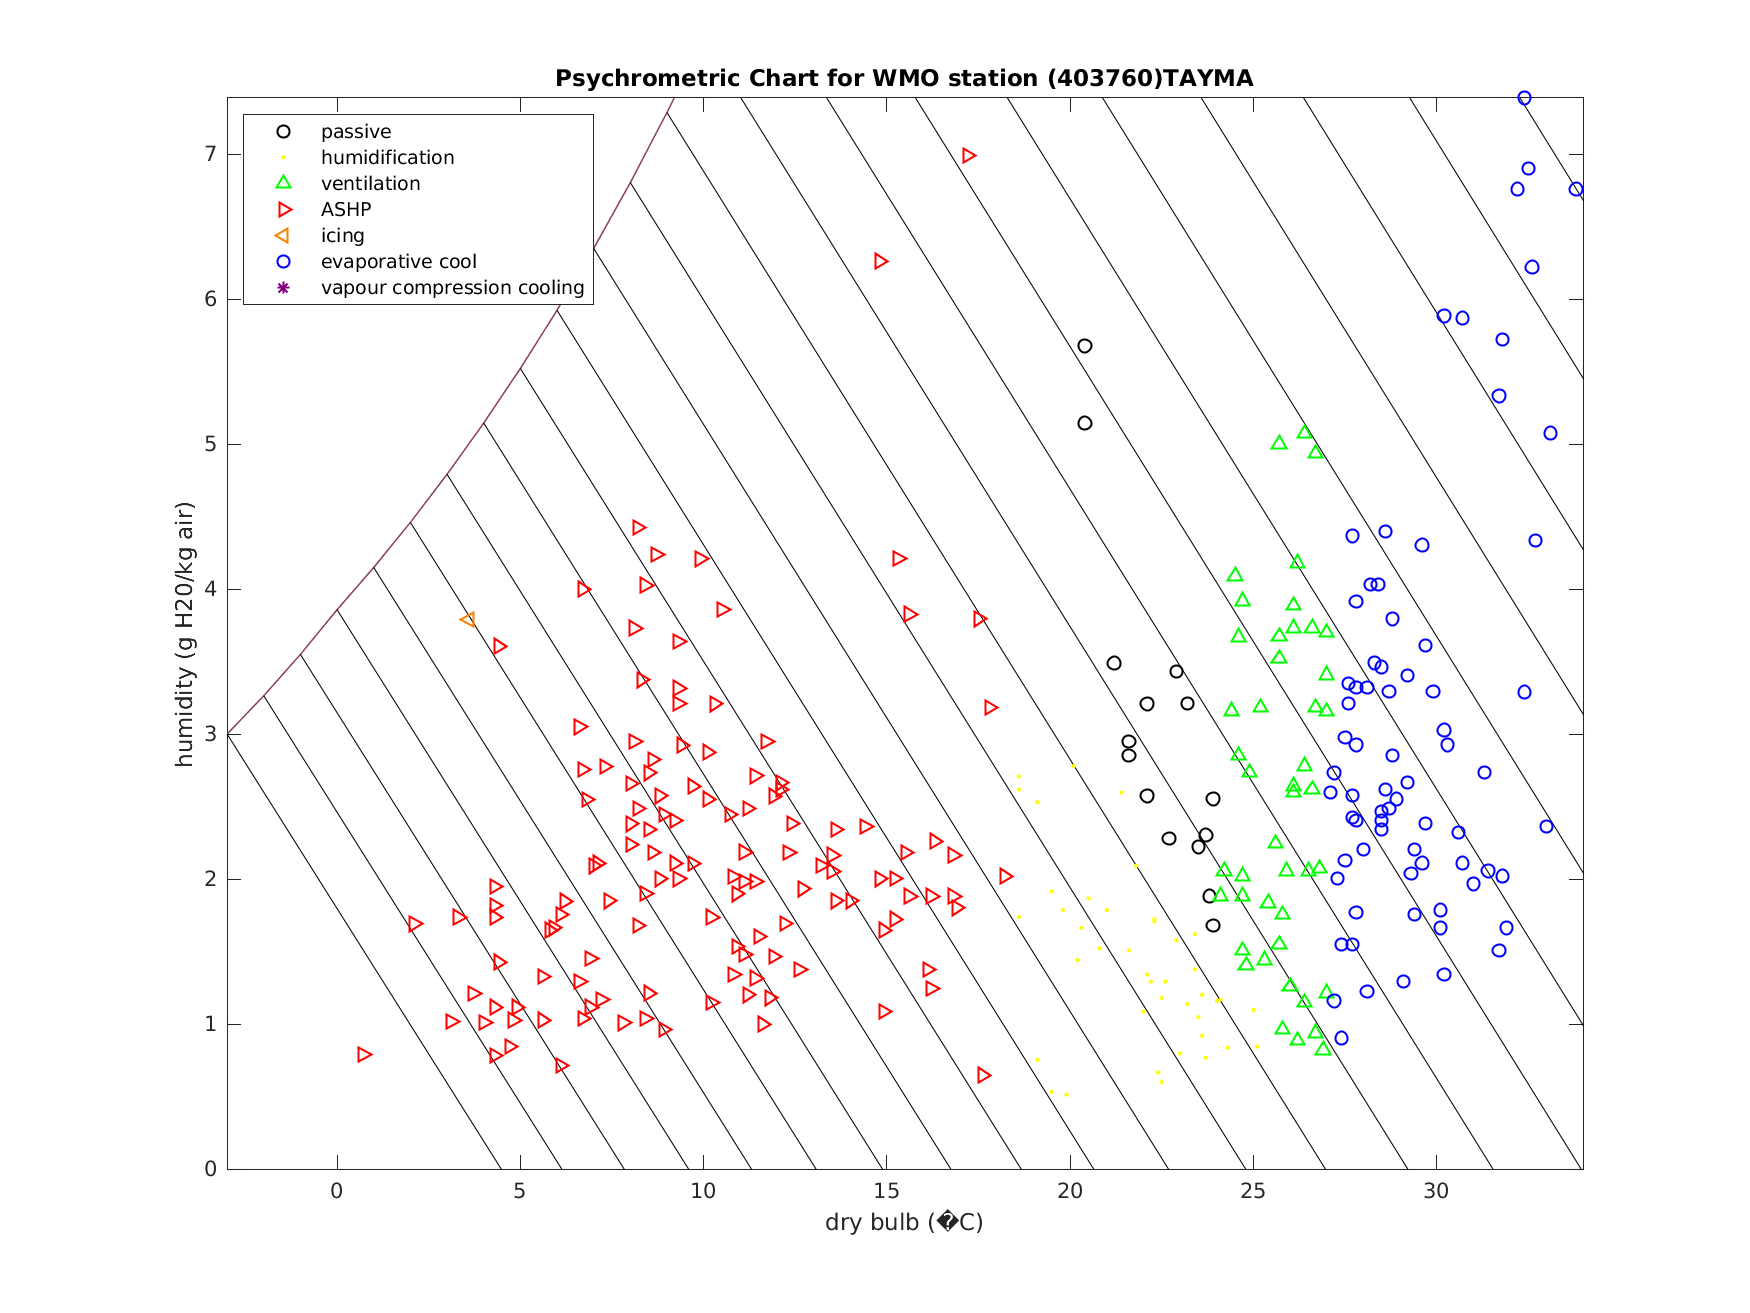 Psychrometric Chart for WMO station (403760)TAYMA
passive
humidification
ventilation
ASHP
icing
evaporative cool
vapour compression cooling
humidity (g H20/kg air)
7
6
5
4
3
2
1
0
0 5 10 15 20 25 30
dry bulb (�C)